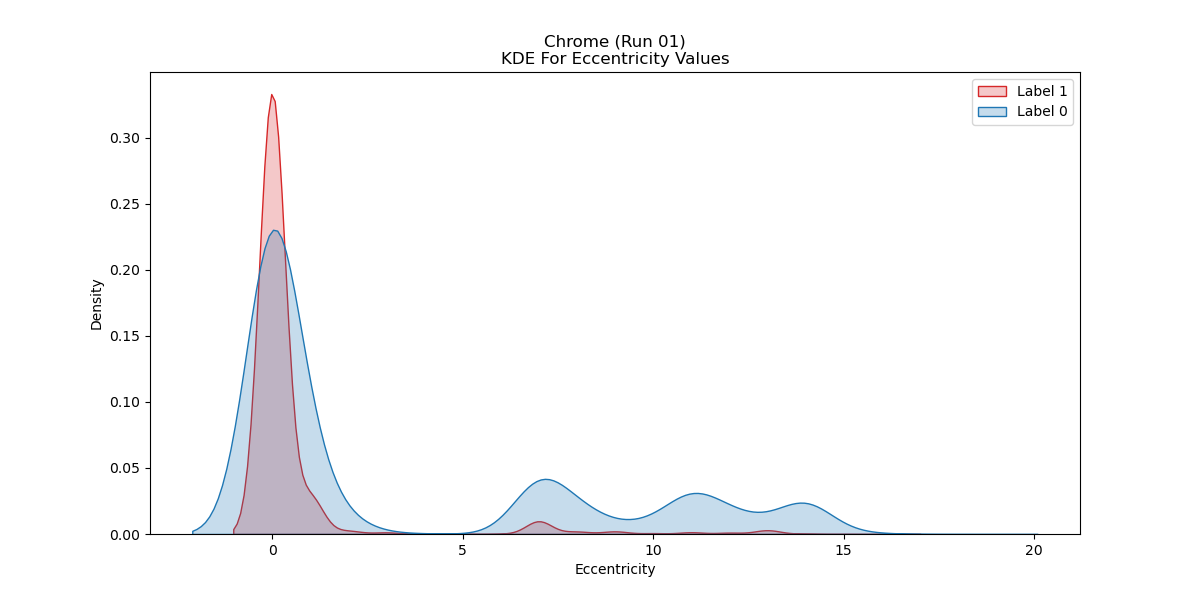 Chrome (Run 01)
KDE For Eccentricity Values
Label 1
Label 0
0.30
0.25
0.20
0.15
0.10
0.05
0.00
Density
0 5 10 15 20
Eccentricity